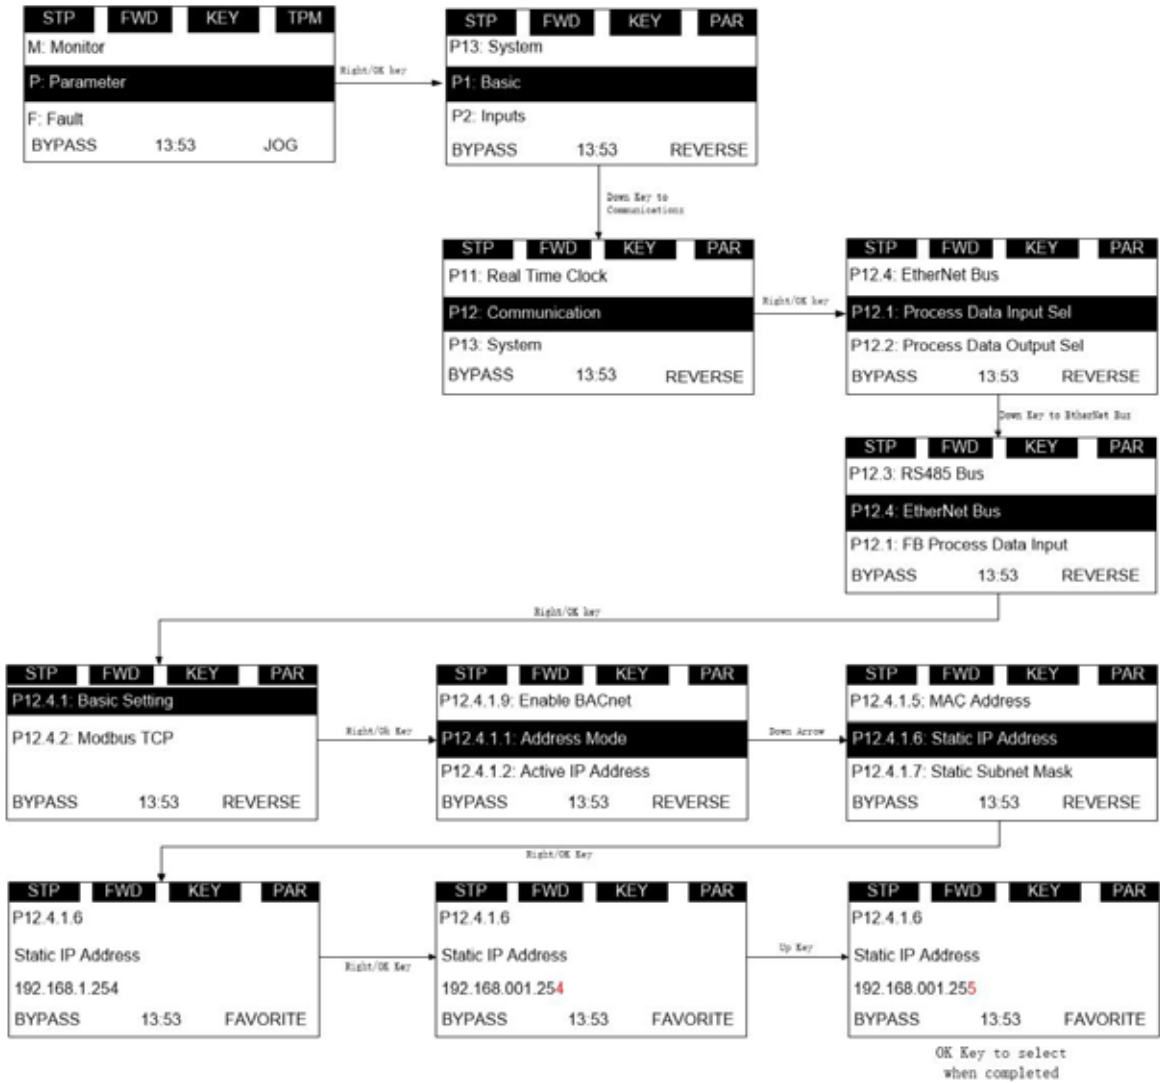 STP FWD KEY TPM
M: Monitor
P: Parameter
F: Fault
BYPASS 13:53 JOG
Right/OK key
STP FWD KEY PAR
P13: System
P1: Basic
P2: Inputs
BYPASS 13:53 REVERSE
Down Key to
Communications
STP FWD KEY PAR
P11: Real Time Clock
P12: Communication
P13: System
BYPASS 13:53 REVERSE
Right/OK key
STP FWD KEY PAR
P12.4: EtherNet Bus
P12.1: Process Data Input Sel
P12.2: Process Data Output Sel
BYPASS 13:53 REVERSE
Down Key to EtherNet Bus
STP FWD KEY PAR
P12.3: RS485 Bus
P12.4: EtherNet Bus
P12.1: FB Process Data Input
BYPASS 13:53 REVERSE
Right/OK key
STP FWD KEY PAR
P12.4.1: Basic Setting
P12.4.2: Modbus TCP
BYPASS 13:53 REVERSE
Right/Ok Key
STP FWD KEY PAR
P12.4.1.9: Enable BACnet
P12.4.1.1: Address Mode
P12.4.1.2: Active IP Address
BYPASS 13:53 REVERSE
Down Arrow
STP FWD KEY PAR
P12.4.1.5: MAC Address
P12.4.1.6: Static IP Address
P12.4.1.7: Static Subnet Mask
BYPASS 13:53 REVERSE
Right/OK Key
STP FWD KEY PAR
P12.4.1.6
Static IP Address
192.168.1.254
BYPASS 13:53 FAVORITE
Right/OK Key
STP FWD KEY PAR
P12.4.1.6
Static IP Address
192.168.001.254
BYPASS 13:53 FAVORITE
Up Key
STP FWD KEY PAR
P12.4.1.6
Static IP Address
192.168.001.255
BYPASS 13:53 FAVORITE
OK Key to select
when completed